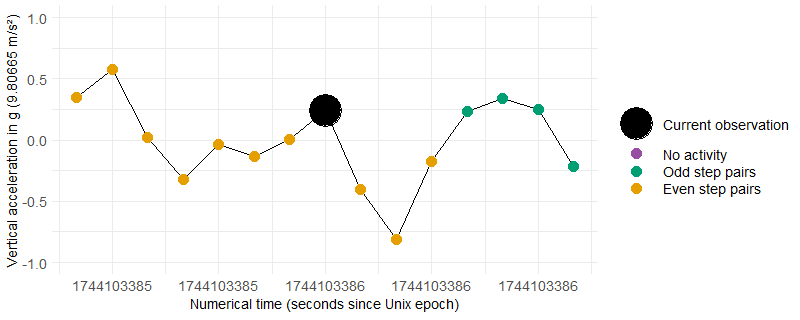 Vertical acceleration in g (9.80665 m/s²)
1.0
0.5
0.0
-0.5
-1.0
1744103385
1744103385
1744103386
1744103386
1744103386
Numerical time (seconds since Unix epoch)
Current observation
No activity
Odd step pairs
Even step pairs